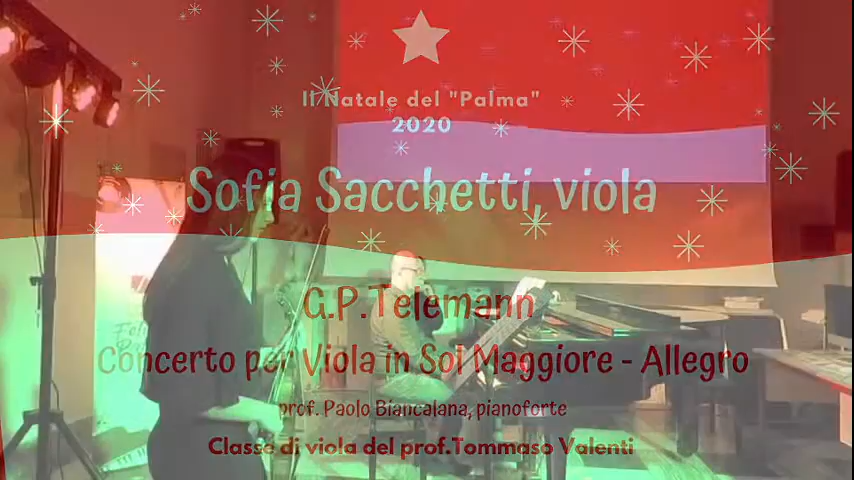 Il Natale del "Palma"
2020
Sofia Sacchetti, viola
G.P.Telemann
Concerto per Viola in Sol Maggiore - Allegro
prof. Paolo Biancalana, pianoforte
Classe di viola del prof.Tommaso Valenti